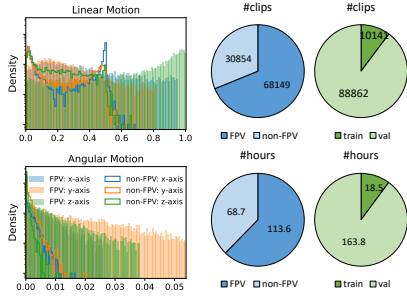 Linear Motion
Density
0.0 0.2 0.4 0.6 0.8 1.0
Angular Motion
FPV: x-axis non-FPV: x-axis
FPV: y-axis non-FPV: y-axis
FPV: z-axis non-FPV: z-axis
Density
0.00 0.01 0.02 0.03 0.04 0.05
#clips
30854
68149
FPV non-FPV
#clips
10141
88862
train val
#hours
68.7
113.6
FPV non-FPV
#hours
18.5
163.8
train val